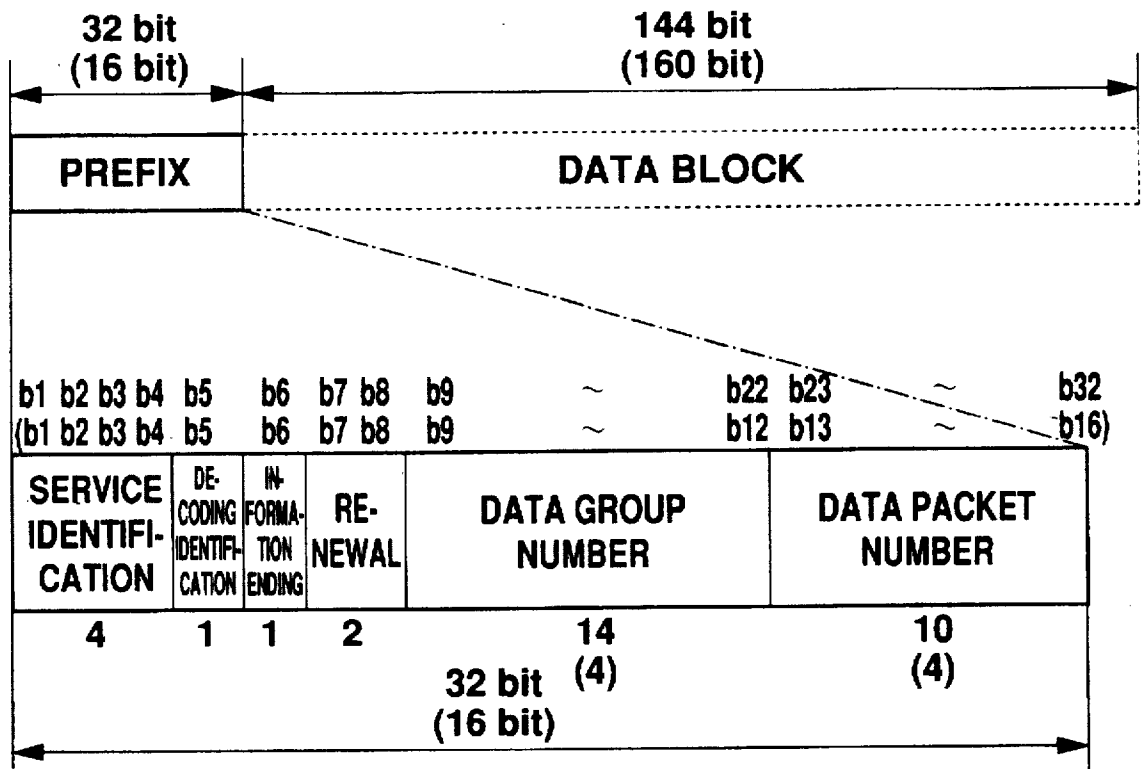 32 bit
(16 bit)
144 bit
(160 bit)
PREFIX
DATA BLOCK
b1 b2 b3 b4 b5 b6 b7 b8 b9 ~ b22 b23 ~ b32
(b1 b2 b3 b4 b5 b6 b7 b8 b9 ~ b12 b13 ~ b16)
SERVICE
IDENTIFI-
CATION
DE-
CODING
IDENTIFI-
CATION
IN-
FORMA-
TION
ENDING
RE-
NEWAL
DATA GROUP
NUMBER
DATA PACKET
NUMBER
4 1 1 2 14 10
(4) (4)
32 bit
(16 bit)